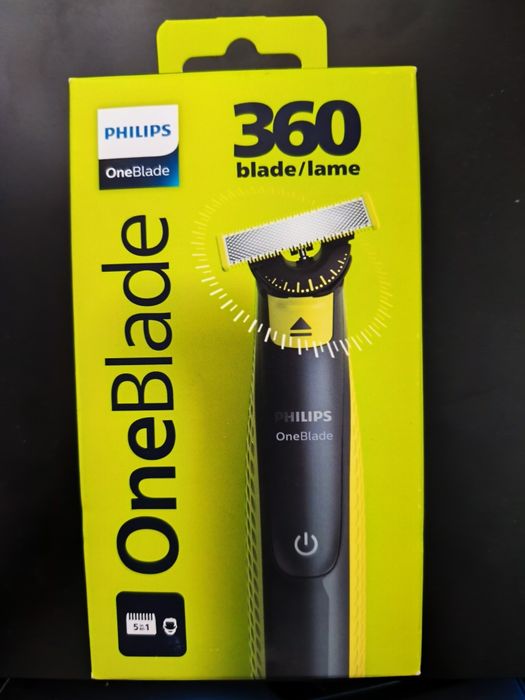 PHILIPS
OneBlade
360
blade/lame
OneBlade
PHILIPS
OneBlade
5in1